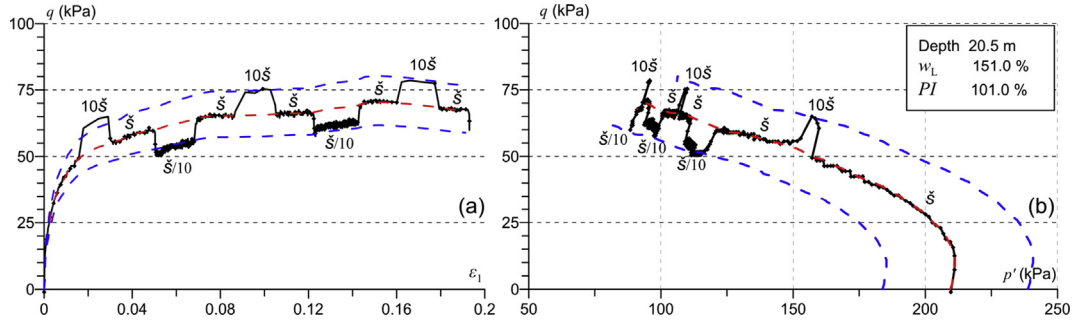 q (kPa)
100
75
50
25
0
0
0.04
0.08
0.12
0.16
0.2
ε1
(a)
10Š
Š
Š/10
Š
10Š
Š
Š/10
Š
10Š
Š
q (kPa)
100
75
50
25
0
50
100
150
200
250
p' (kPa)
(b)
10Š
10Š
Š
Š
Š/10
Š/10
Š
10Š
Š
Depth 20.5 m
wL 151.0 %
PI 101.0 %